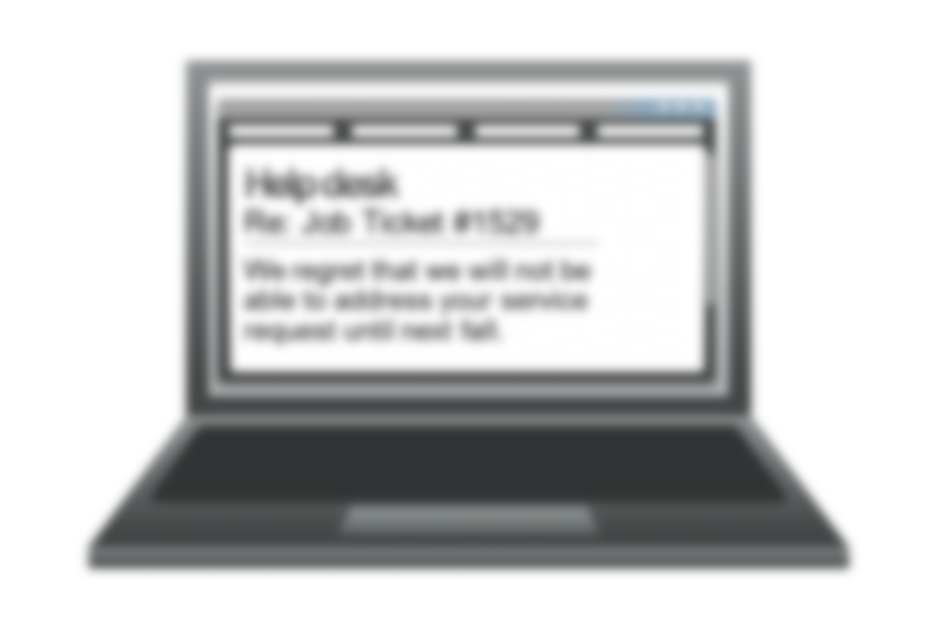 Help desk
Re: Job Ticket #1529
We regret that we will not be
able to address your service
request until next fall.